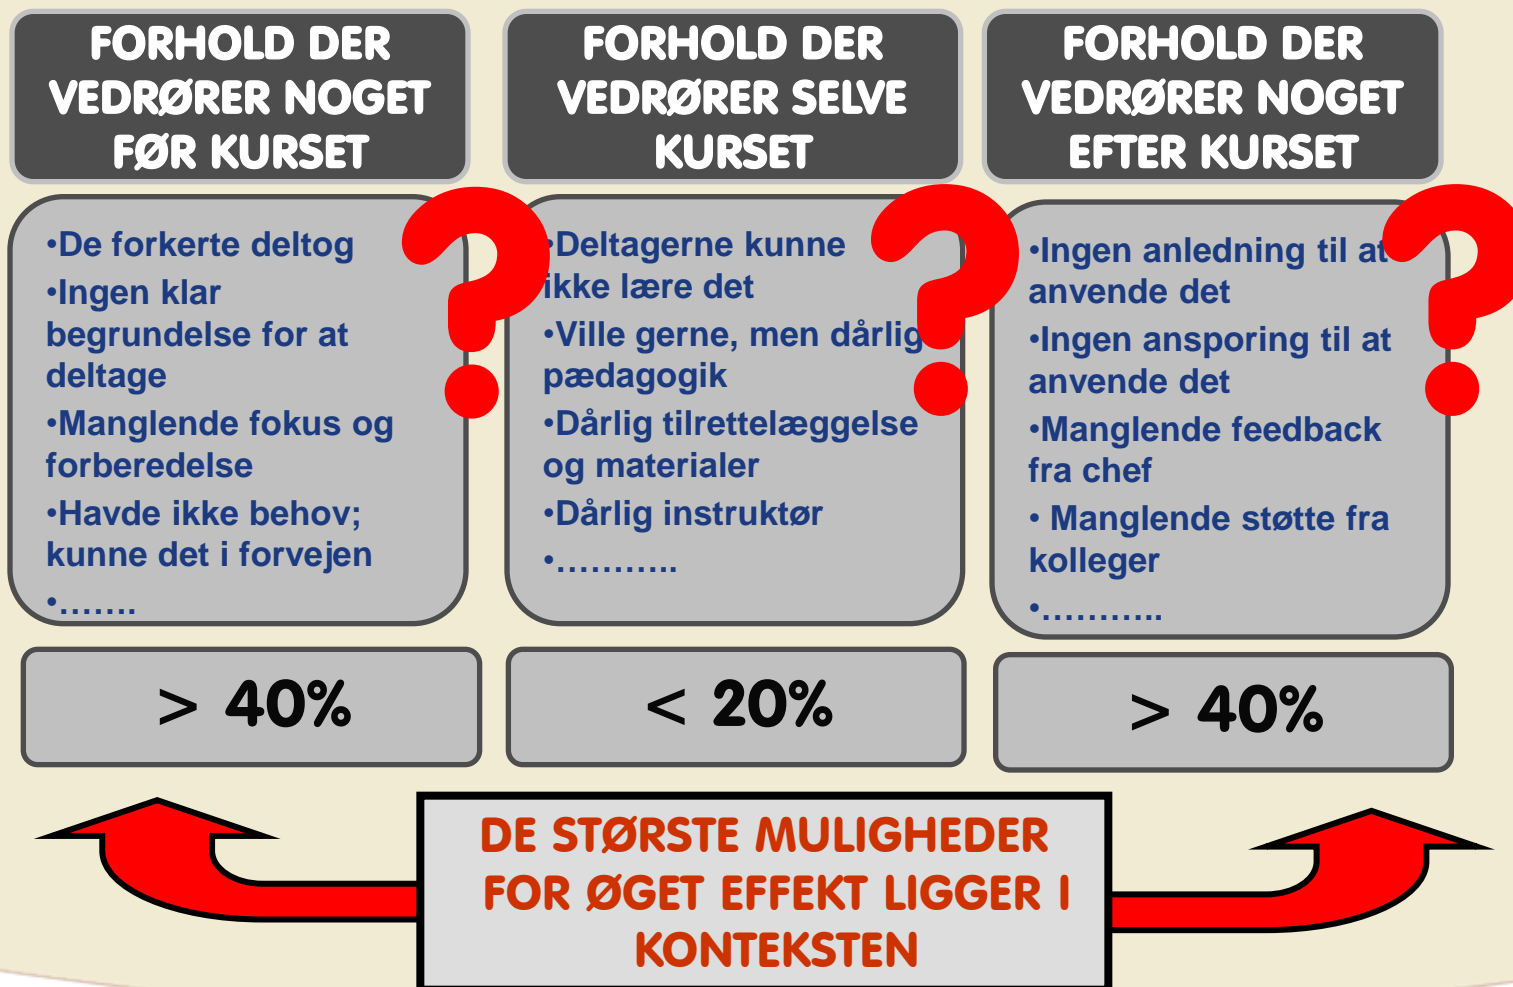 FORHOLD DER
VEDRØRER NOGET
FØR KURSET
•De forkerte deltog
•Ingen klar
begrundelse for at
deltage
•Manglende fokus og
forberedelse
•Havde ikke behov;
kunne det i forvejen
•…….
> 40%
FORHOLD DER
VEDRØRER SELVE
KURSET
•Deltagerne kunne
ikke lære det
•Ville gerne, men dårlig
pædagogik
•Dårlig tilrettelæggelse
og materialer
•Dårlig instruktør
•………..
< 20%
FORHOLD DER
VEDRØRER NOGET
EFTER KURSET
•Ingen anledning til at
anvende det
•Ingen ansporing til at
anvende det
•Manglende feedback
fra chef
• Manglende støtte fra
kolleger
•………..
> 40%
?
?
?
DE STØRSTE MULIGHEDER
FOR ØGET EFFEKT LIGGER I
KONTEKSTEN